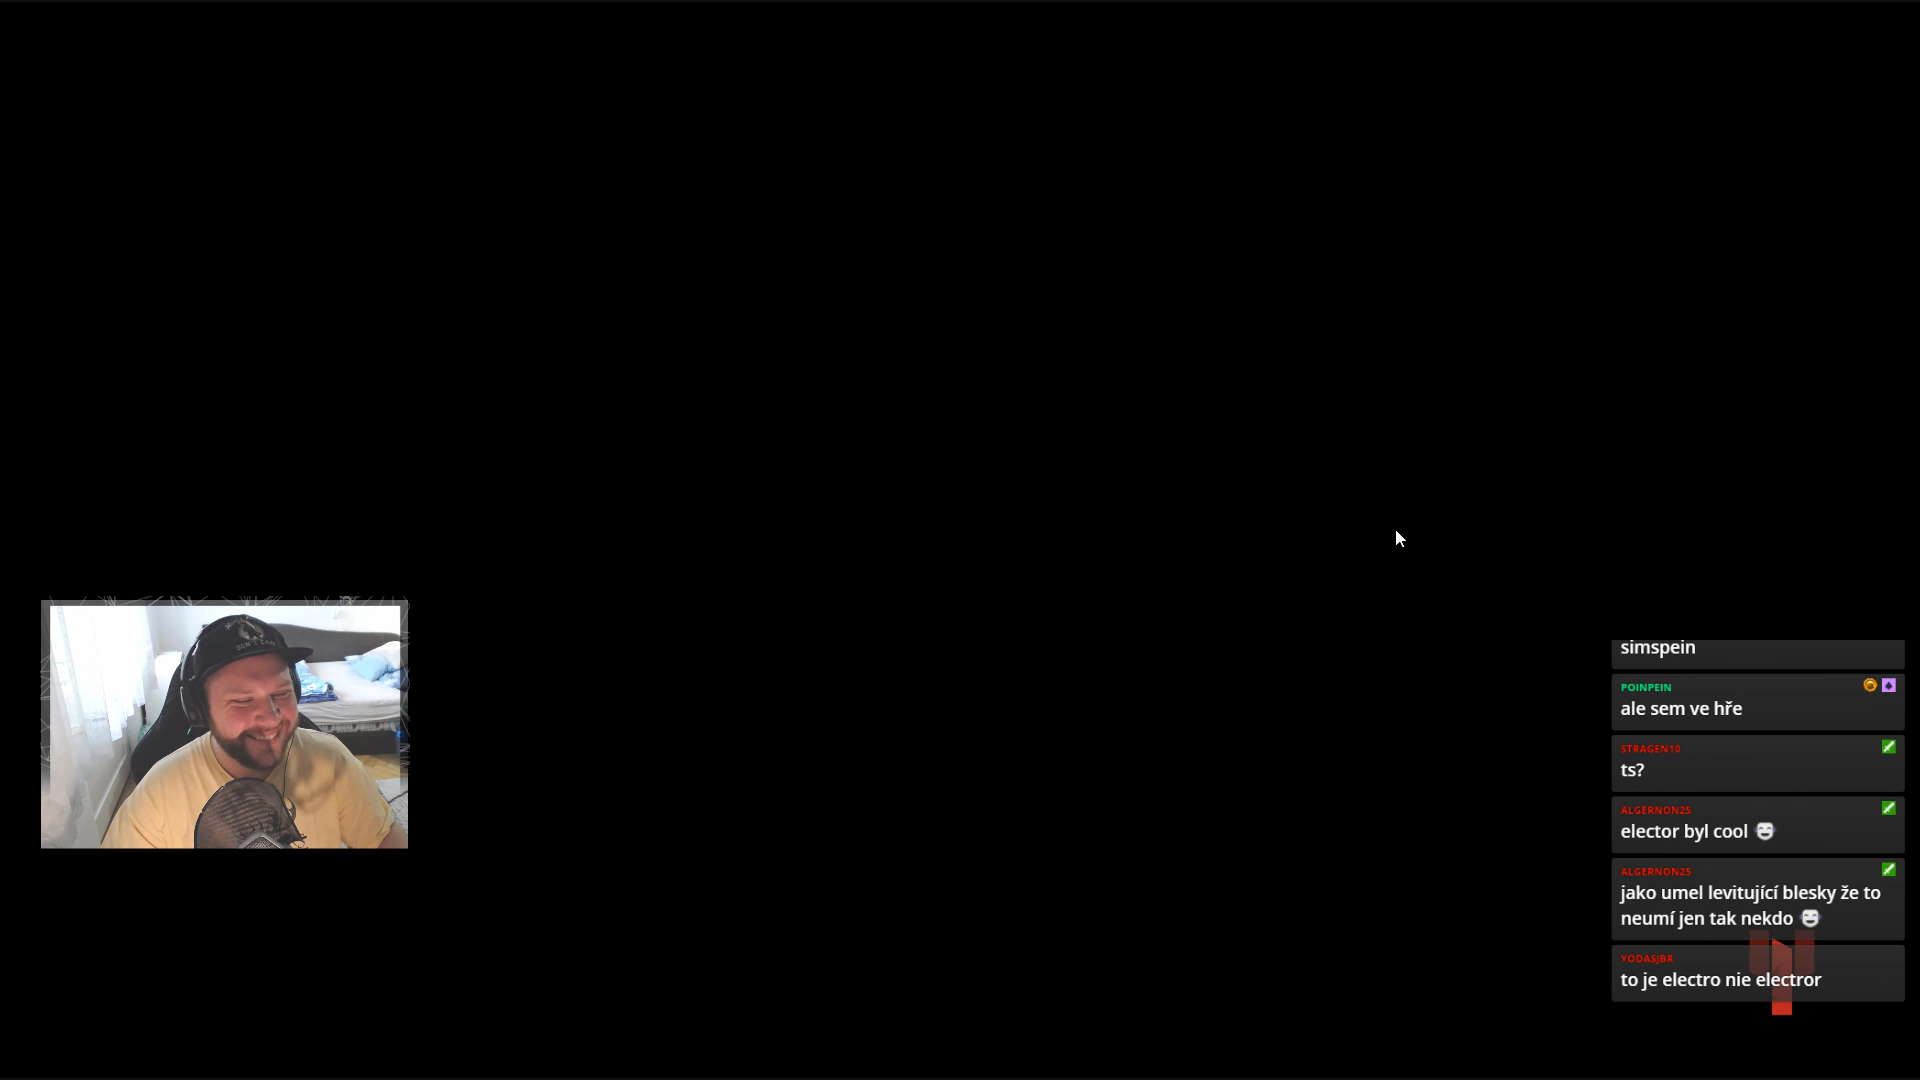 simspein
POINPEIN
ale sem ve hře
STRAGEN10
ts?
ALGERNON25
elector byl cool
ALGERNON25
jako umel levitující blesky že to
neumí jen tak nekdo
YODASJBR
to je electro nie electror